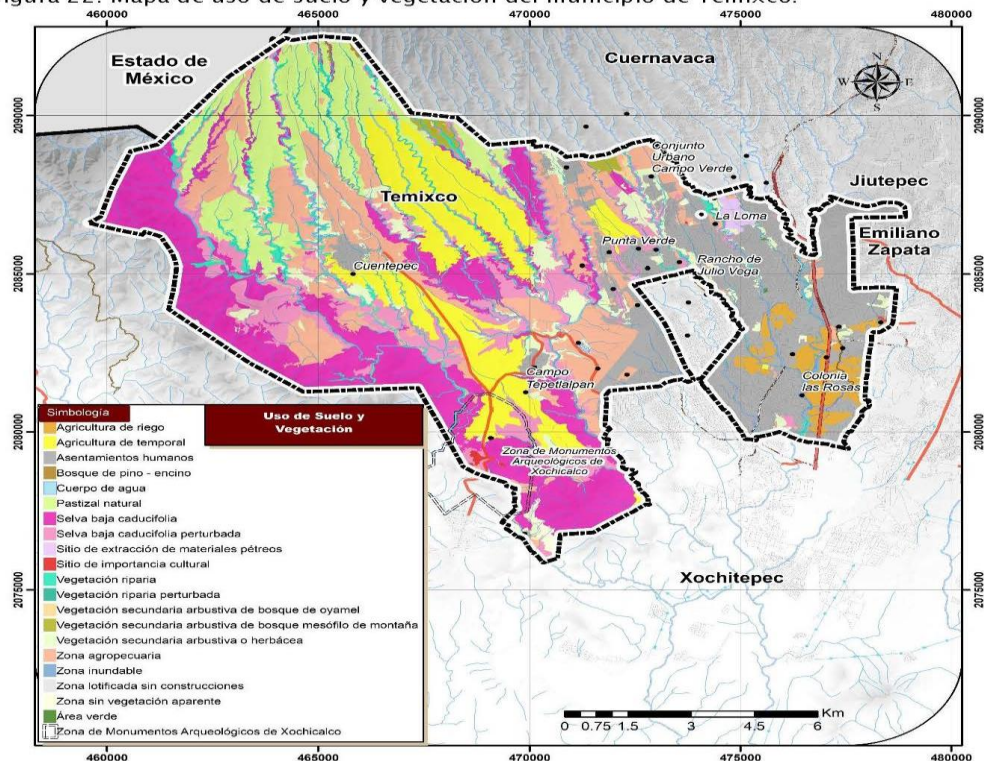 Figura 22. Mapa de uso de suelo y vegetación del municipio de Temixco.
460000 465000 470000 475000 480000
2090000
2085000
2080000
2075000
Estado de
México
Cuernavaca
N
W E
S
Conjunto
Urbano
Campo Verde
Jiutepec
Temixco
La Loma
Emiliano
Zapata
Punta Verde
Cuentepec
Rancho de
Julio Vega
Campo
Tepetlalpan
Colonia
las Rosas
Zona de Monumentos
Arqueológicos de
Xochicalco
Xochitepec
Simbología
Uso de Suelo y
Vegetación
Agricultura de riego
Agricultura de temporal
Asentamientos humanos
Bosque de pino - encino
Cuerpo de agua
Pastizal natural
Selva baja caducifolia
Selva baja caducifolia perturbada
Sitio de extracción de materiales pétreos
Sitio de importancia cultural
Vegetación riparia
Vegetación riparia perturbada
Vegetación secundaria arbustiva de bosque de oyamel
Vegetación secundaria arbustiva de bosque mesófilo de montaña
Vegetación secundaria arbustiva o herbácea
Zona agropecuaria
Zona inundable
Zona lotificada sin construcciones
Zona sin vegetación aparente
Área verde
Zona de Monumentos Arqueológicos de Xochicalco
Km
0 0.75 1.5 3 4.5 6
2090000
2085000
2080000
2075000
460000 465000 470000 475000 480000